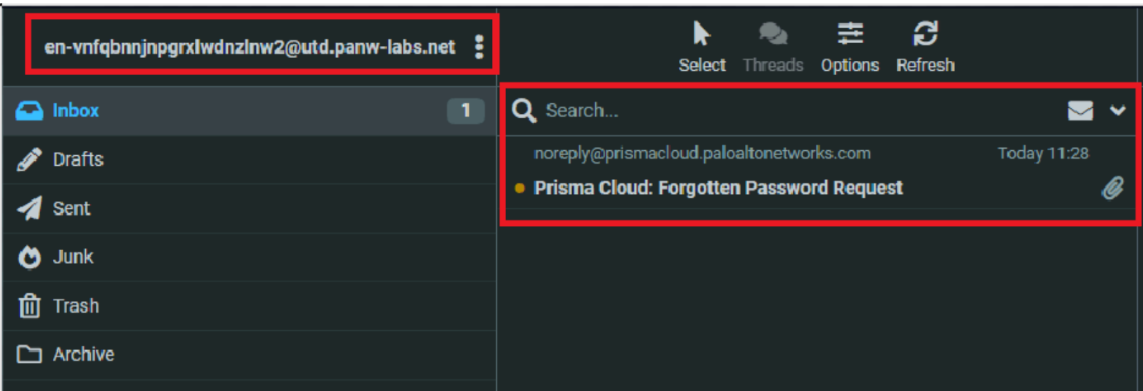 en-vnfqbnnjnpgrxlwdnzlnw2@utd.panw-labs.net
Select Threads Options Refresh
Inbox 1
Drafts
Sent
Junk
Trash
Archive
Search...
noreply@prismacloud.paloaltonetworks.com Today 11:28
Prisma Cloud: Forgotten Password Request